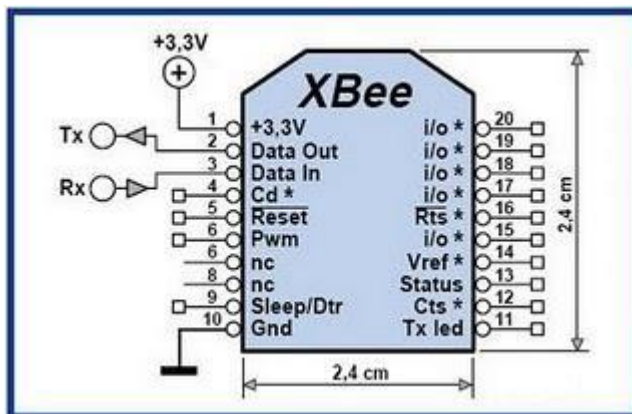 +3,3V
XBee
1 +3,3V i/o * 20
Tx 2 Data Out i/o * 19
3 Data In i/o * 18
Rx 4 Cd * i/o * 17
5 Reset Rts * 16
6 Pwm i/o * 15
6 nc Vref * 14
8 nc Status 13
9 Sleep/Dtr Cts * 12
10 Gnd Tx led 11
2,4 cm
2,4 cm